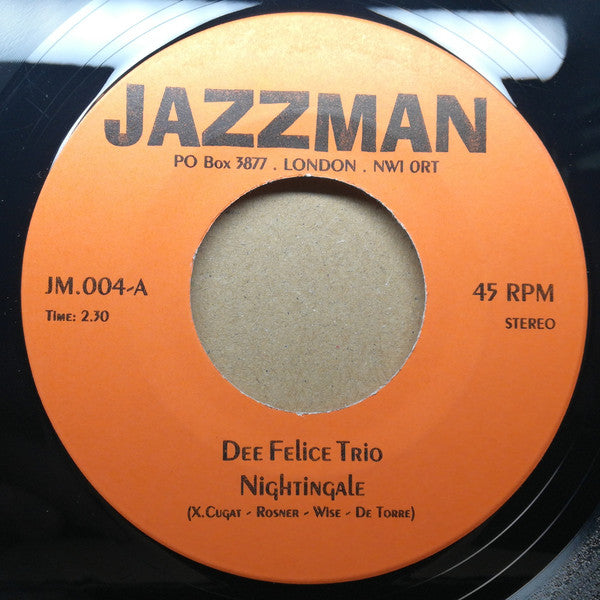 JAZZMAN
PO Box 3877 . LONDON . NW1 0RT
JM.004-A
Time: 2.30
45 RPM
STEREO
Dee Felice Trio
Nightingale
(X.Cugat - Rosner - Wise - De Torre)